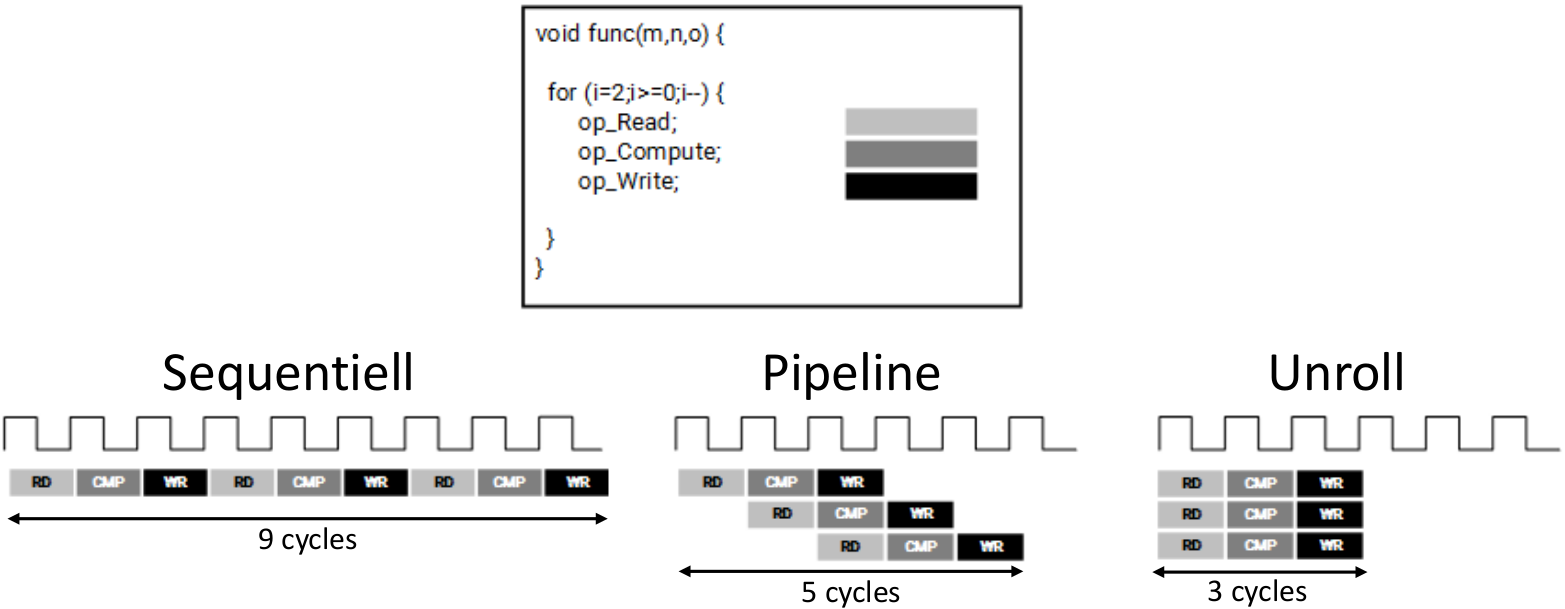 void func(m,n,o) {
for (i=2;i>=0;i--) {
op_Read;
op_Compute;
op_Write;
}
}
Sequentiell
Pipeline
Unroll
RD CMP WR RD CMP WR RD CMP WR
9 cycles
RD CMP WR
RD CMP WR
RD CMP WR
5 cycles
RD CMP WR
RD CMP WR
RD CMP WR
3 cycles